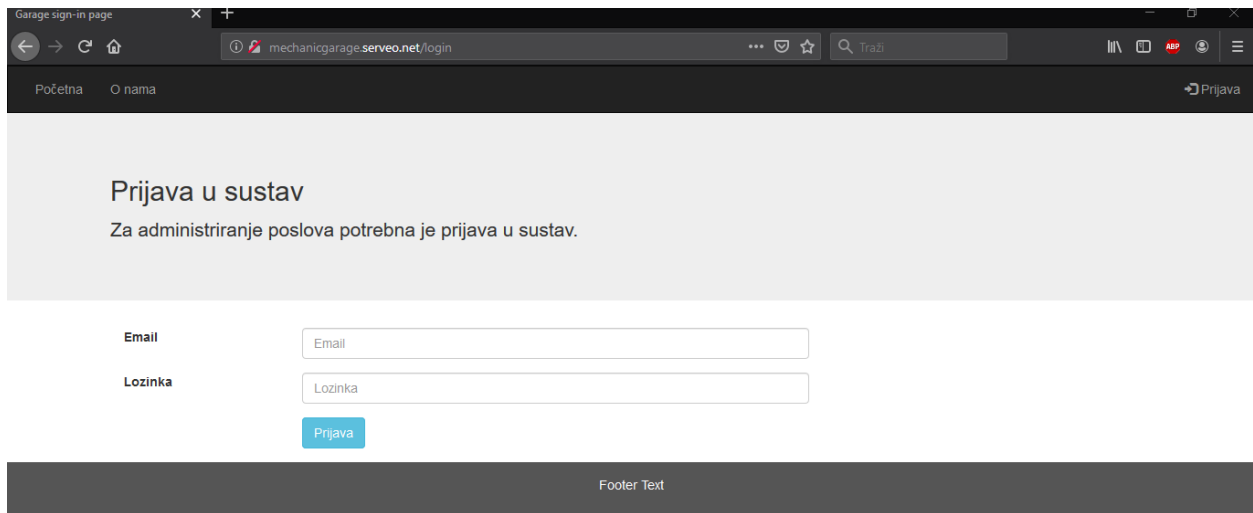 Garage sign-in page
mechanicgarage.serveo.net/login
Traži
ABP
Početna O nama Prijava
Prijava u sustav
Za administriranje poslova potrebna je prijava u sustav.
Email Email
Lozinka Lozinka
Prijava
Footer Text